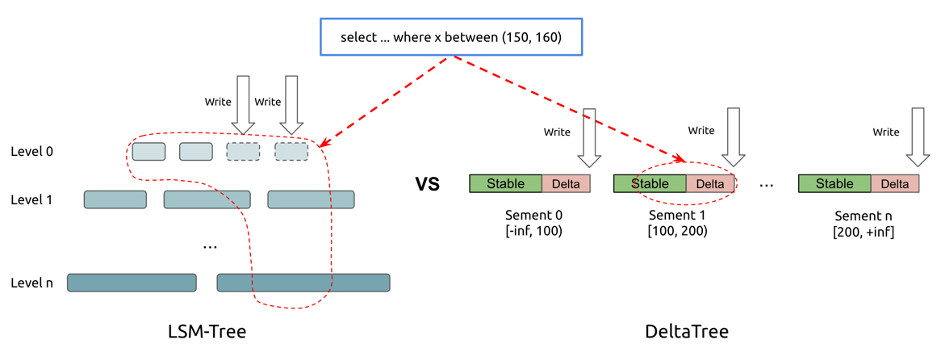 select ... where x between (150, 160)
Write Write
Level 0
Level 1
...
Level n
LSM-Tree
VS
Write Write Write
Stable Delta Stable Delta ... Stable Delta
Sement 0 Sement 1 Sement n
[-inf, 100) [100, 200) [200, +inf]
DeltaTree